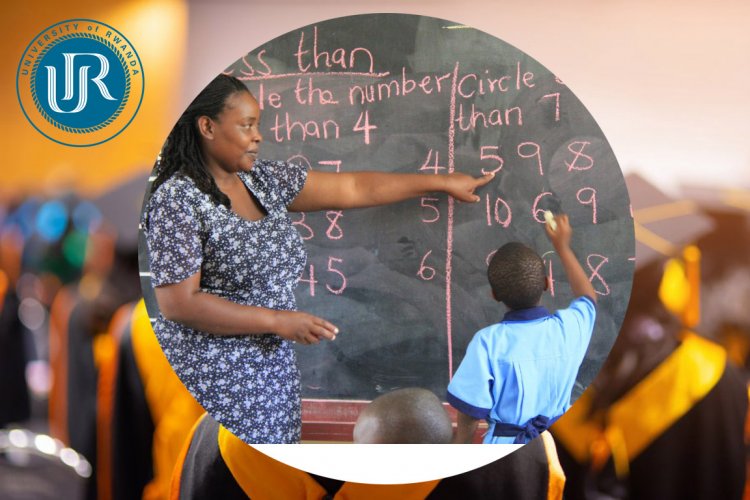 UNIVERSITY of RWANDA
UR
than
the number
than 4
4
3 8 5
4 5 6
Circle
than 7
5 9 8
10 6 9
8